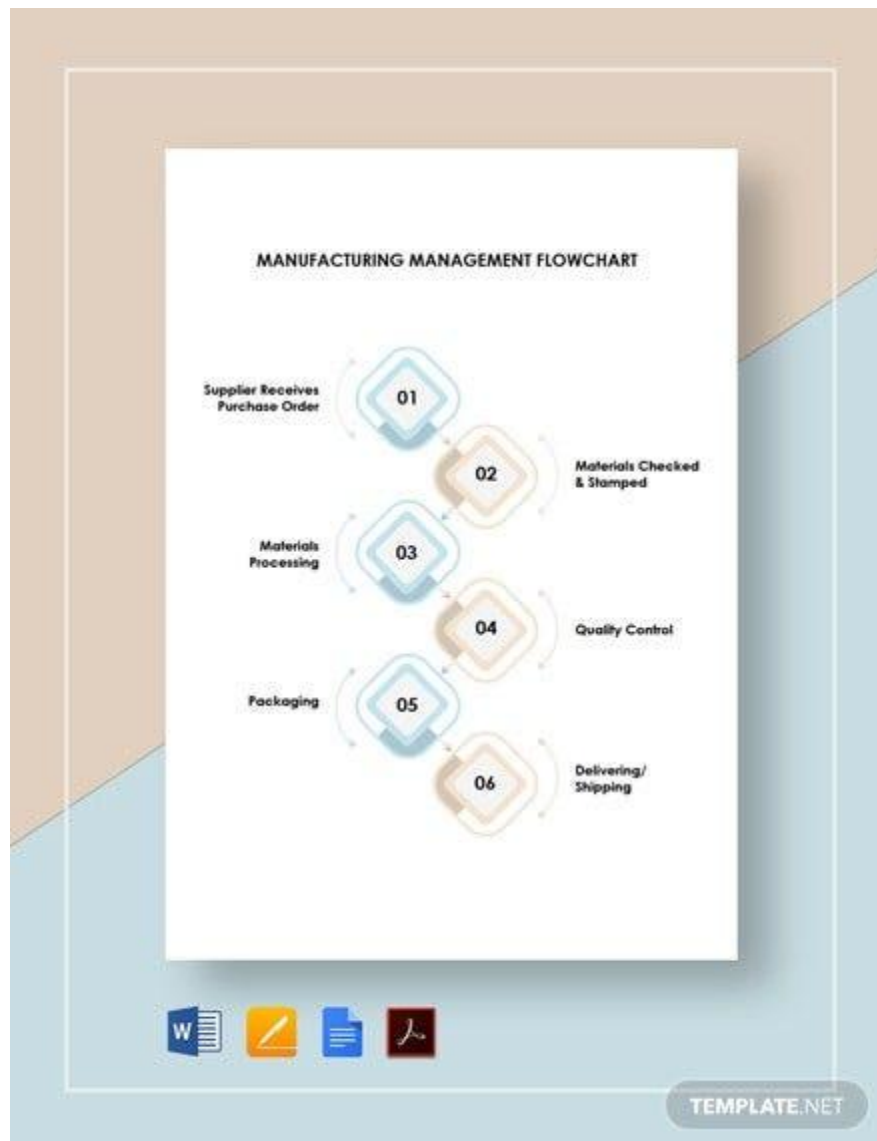 MANUFACTURING MANAGEMENT FLOWCHART
Supplier Receives
Purchase Order
01
02
Materials Checked
& Stamped
Materials
Processing
03
04
Quality Control
Packaging
05
06
Delivering/
Shipping
W
TEMPLATE.NET